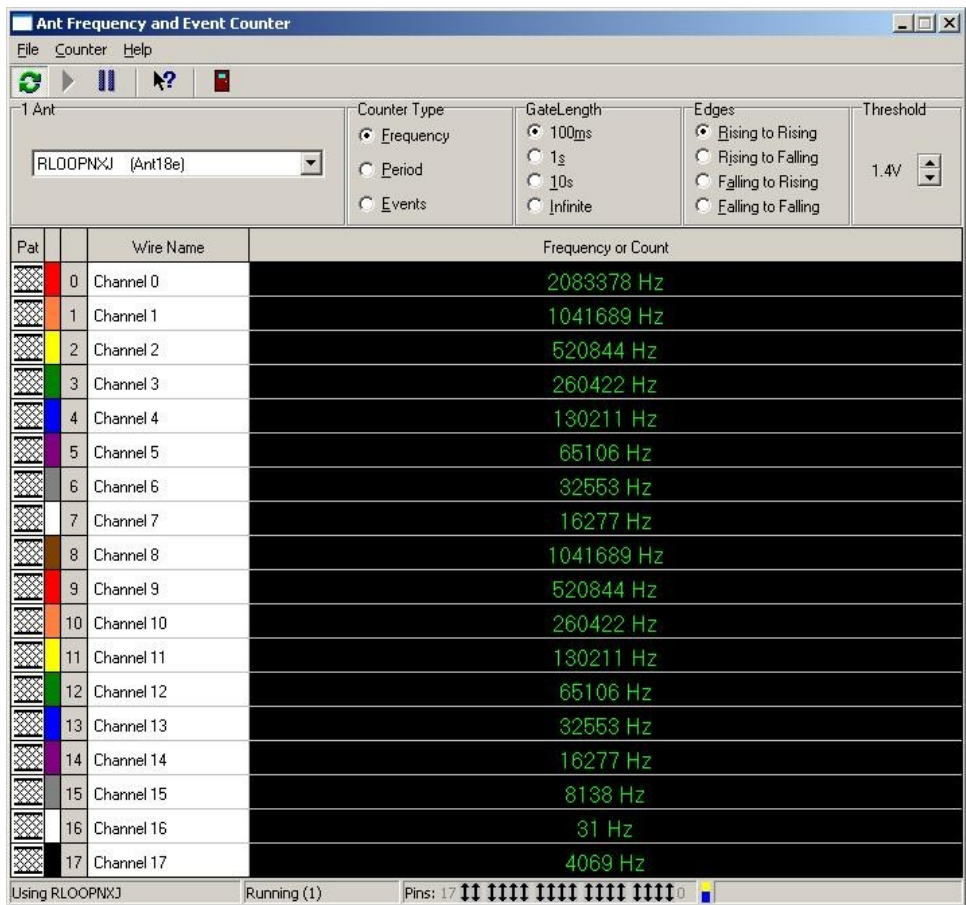 Ant Frequency and Event Counter
File Counter Help
1 Ant
RLOOPNXJ (Ant18e)
Counter Type
Frequency
Period
Events
GateLength
100ms
1s
10s
Infinite
Edges
Rising to Rising
Rising to Falling
Falling to Rising
Falling to Falling
Threshold
1.4V
Pat Wire Name Frequency or Count
0 Channel 0 2083378 Hz
1 Channel 1 1041689 Hz
2 Channel 2 520844 Hz
3 Channel 3 260422 Hz
4 Channel 4 130211 Hz
5 Channel 5 65106 Hz
6 Channel 6 32553 Hz
7 Channel 7 16277 Hz
8 Channel 8 1041689 Hz
9 Channel 9 520844 Hz
10 Channel 10 260422 Hz
11 Channel 11 130211 Hz
12 Channel 12 65106 Hz
13 Channel 13 32553 Hz
14 Channel 14 16277 Hz
15 Channel 15 8138 Hz
16 Channel 16 31 Hz
17 Channel 17 4069 Hz
Using RLOOPNXJ Running (1) Pins: 17 0